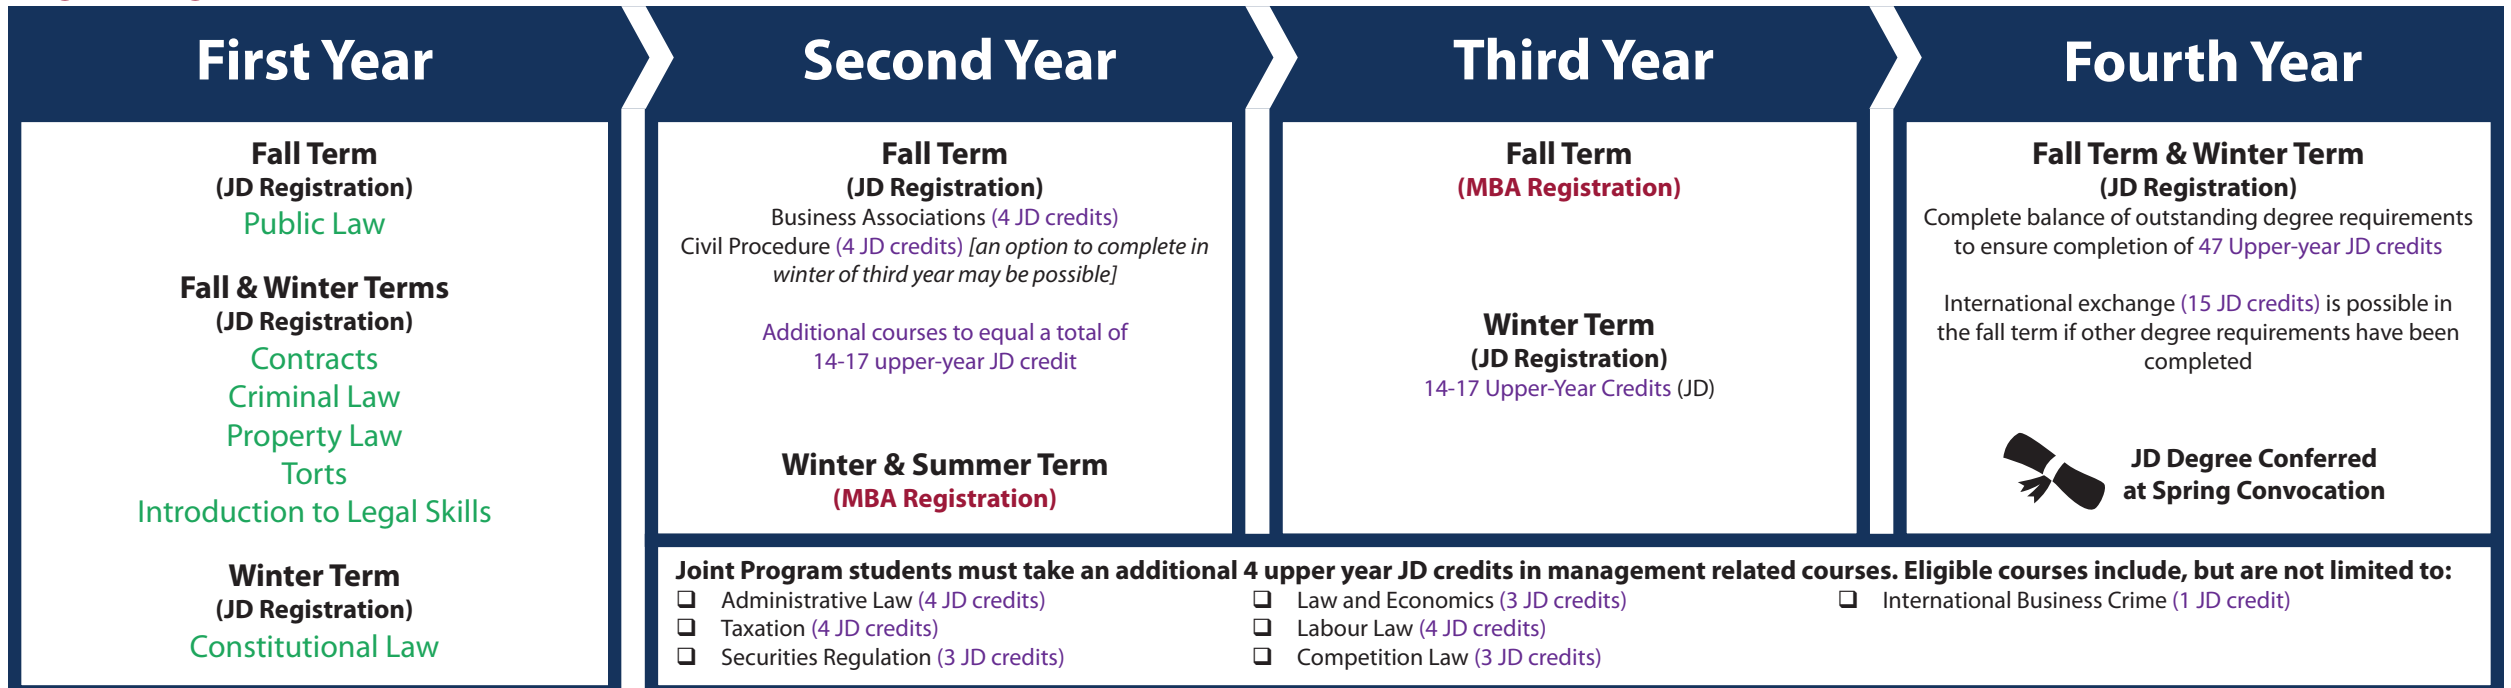 First Year
Second Year
Third Year
Fourth Year
Fall Term
(JD Registration)
Public Law
Fall & Winter Terms
(JD Registration)
Contracts
Criminal Law
Property Law
Torts
Introduction to Legal Skills
Winter Term
(JD Registration)
Constitutional Law
Fall Term
(JD Registration)
Business Associations (4 JD credits)
Civil Procedure (4 JD credits) [an option to complete in
winter of third year may be possible]
Additional courses to equal a total of
14-17 upper-year JD credit
Winter & Summer Term
(MBA Registration)
Fall Term
(MBA Registration)
Winter Term
(JD Registration)
14-17 Upper-Year Credits (JD)
Fall Term & Winter Term
(JD Registration)
Complete balance of outstanding degree requirements
to ensure completion of 47 Upper-year JD credits
International exchange (15 JD credits) is possible in
the fall term if other degree requirements have been
completed
JD Degree Conferred
at Spring Convocation
Joint Program students must take an additional 4 upper year JD credits in management related courses. Eligible courses include, but are not limited to:
❑ Administrative Law (4 JD credits)
❑ Taxation (4 JD credits)
❑ Securities Regulation (3 JD credits)
❑ Law and Economics (3 JD credits)
❑ Labour Law (4 JD credits)
❑ Competition Law (3 JD credits)
❑ International Business Crime (1 JD credit)